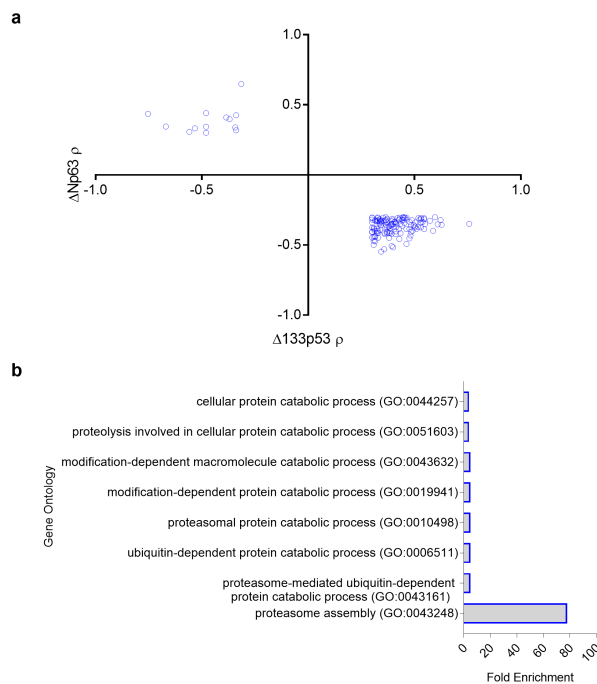 a
1.0
0.5
-1.0
-0.5
0.5
1.0
-0.5
-1.0
ΔNp63 ρ
Δ133p53 ρ
b
Gene Ontology
cellular protein catabolic process (GO:0044257)
proteolysis involved in cellular protein catabolic process (GO:0051603)
modification-dependent macromolecule catabolic process (GO:0043632)
modification-dependent protein catabolic process (GO:0019941)
proteasomal protein catabolic process (GO:0010498)
ubiquitin-dependent protein catabolic process (GO:0006511)
proteasome-mediated ubiquitin-dependent
protein catabolic process (GO:0043161)
proteasome assembly (GO:0043248)
0
20
40
60
80
100
Fold Enrichment